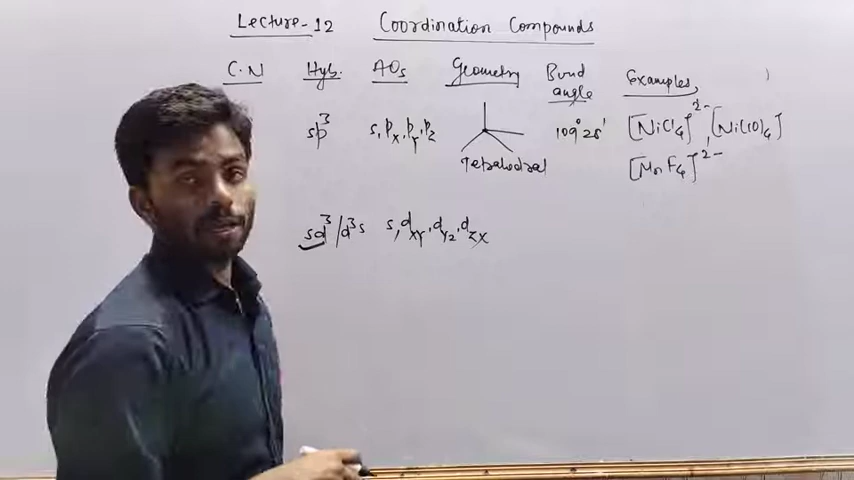 Lecture-12 Coordination Compounds
C.N Hyb. AOs Geometry Bond angle Examples
sp³ s, px, py, pz Tetrahedral 109°28' [NiCl4]²⁻, [Ni(CO)4]
[MnF4]²⁻
sd³/d³s s, dxy, dyz, dzx